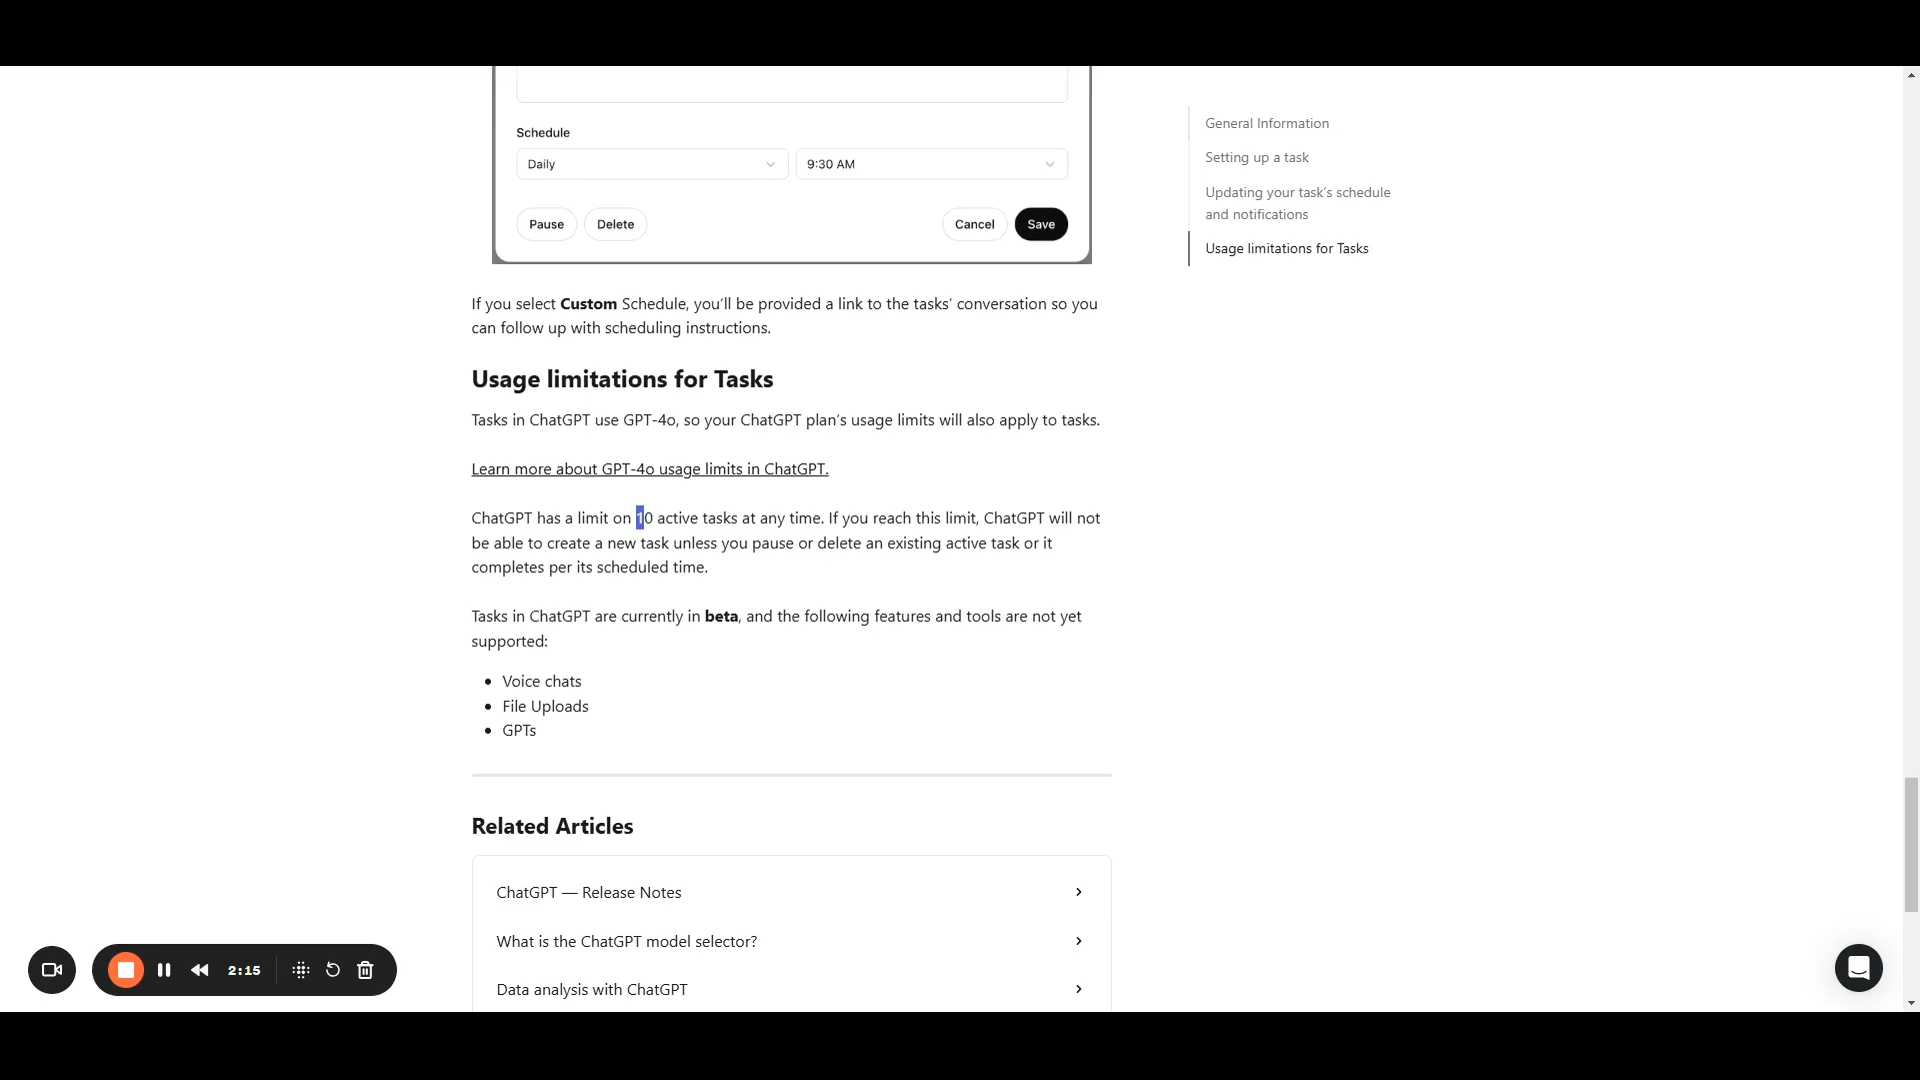 Schedule
Daily
9:30 AM
Pause
Delete
Cancel
Save
If you select Custom Schedule, you’ll be provided a link to the tasks’ conversation so you
can follow up with scheduling instructions.
Usage limitations for Tasks
Tasks in ChatGPT use GPT-4o, so your ChatGPT plan’s usage limits will also apply to tasks.
Learn more about GPT-4o usage limits in ChatGPT.
ChatGPT has a limit on 10 active tasks at any time. If you reach this limit, ChatGPT will not
be able to create a new task unless you pause or delete an existing active task or it
completes per its scheduled time.
Tasks in ChatGPT are currently in beta, and the following features and tools are not yet
supported:
• Voice chats
• File Uploads
• GPTs
Related Articles
ChatGPT — Release Notes
What is the ChatGPT model selector?
Data analysis with ChatGPT
General Information
Setting up a task
Updating your task’s schedule
and notifications
Usage limitations for Tasks
2:15